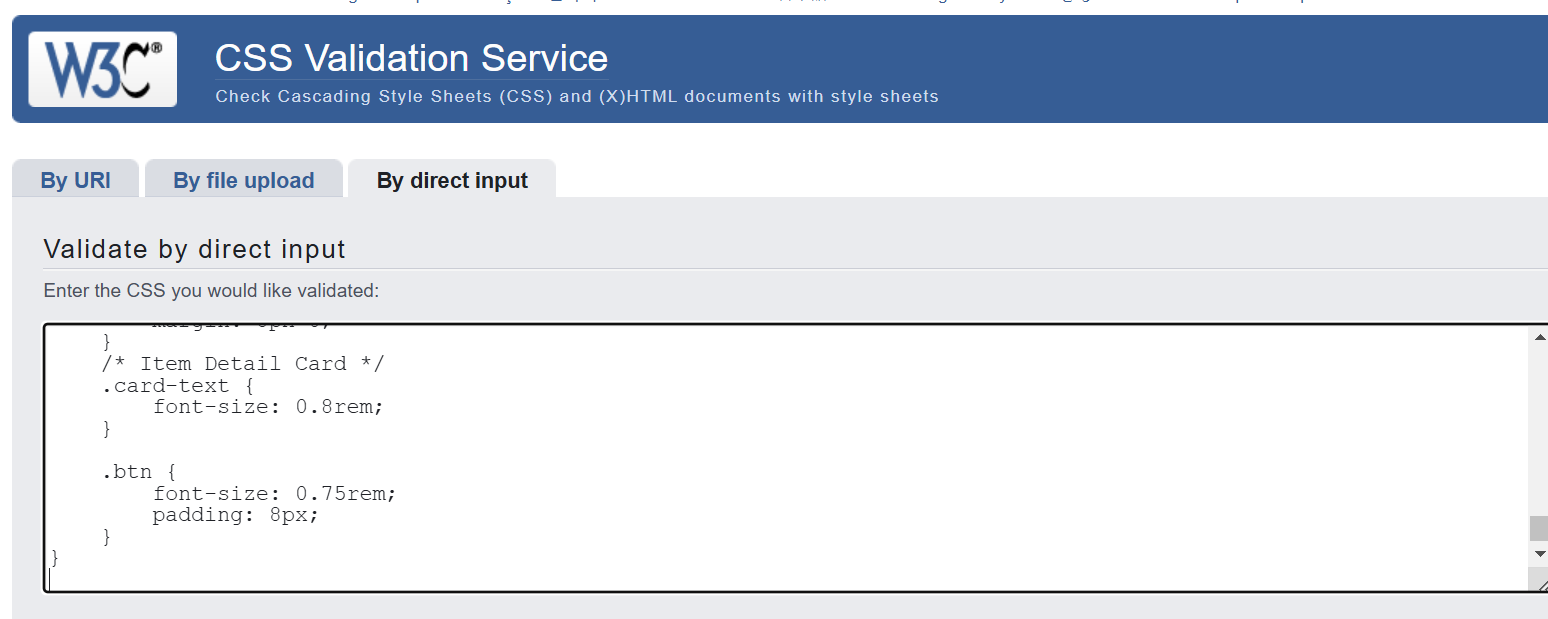 W3C®
CSS Validation Service
Check Cascading Style Sheets (CSS) and (X)HTML documents with style sheets
By URI
By file upload
By direct input
Validate by direct input
Enter the CSS you would like validated:
}
/* Item Detail Card */
.card-text {
font-size: 0.8rem;
}
.btn {
font-size: 0.75rem;
padding: 8px;
}
}